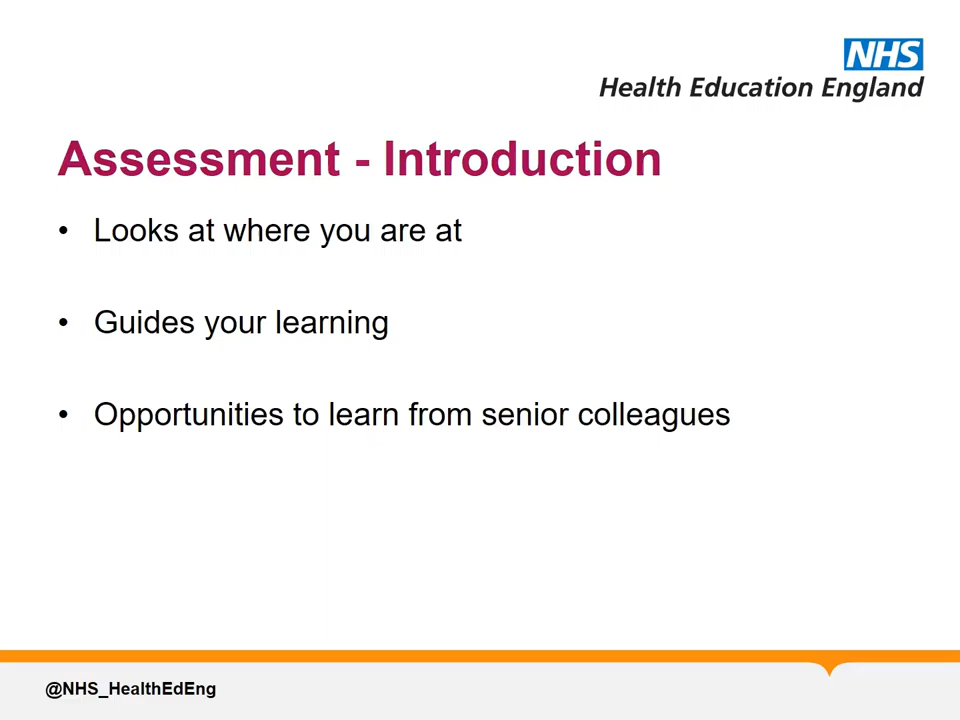 NHS
Health Education England
Assessment - Introduction
• Looks at where you are at
• Guides your learning
• Opportunities to learn from senior colleagues
@NHS_HealthEdEng